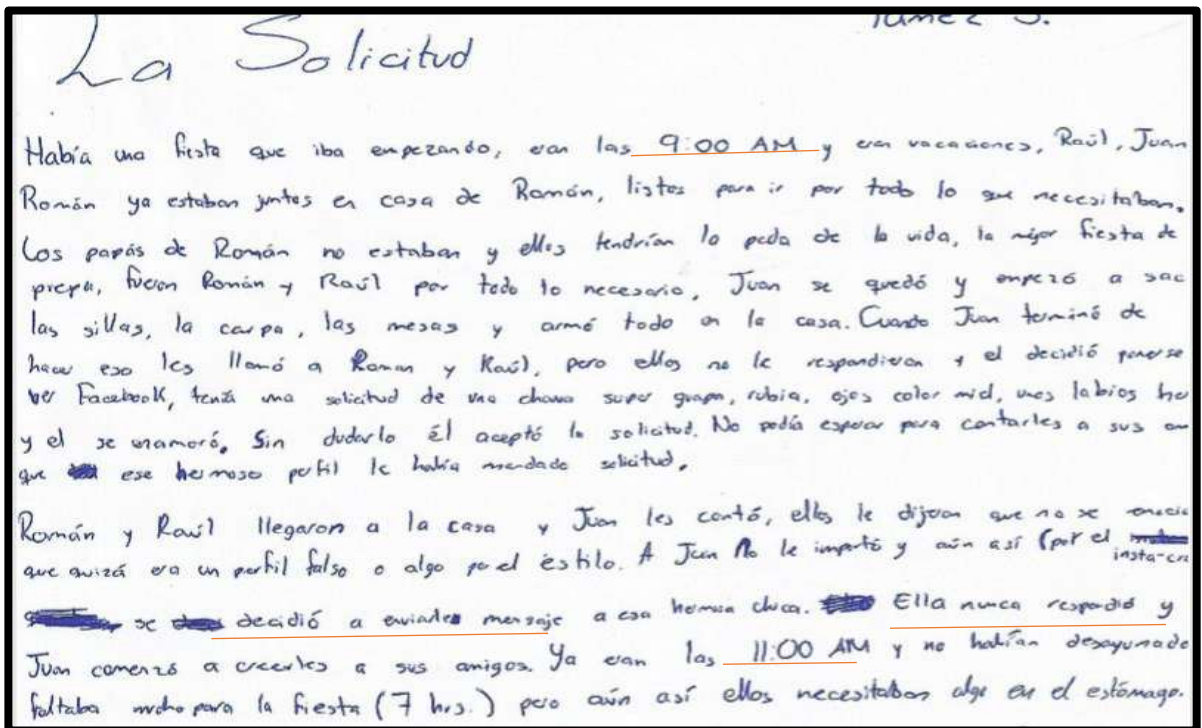 La Solicitud
Había una fiesta que iba empezando, eran las 9:00 AM y eran vacaciones, Raúl, Juan
Román ya estaban juntos en casa de Román, listos para ir por todo lo que necesitaban.
Los papás de Román no estaban y ellos tendrían la peda de la vida, la mejor fiesta de
prepa, fueron Román y Raúl por todo lo necesario, Juan se quedó y empezó a sac
las sillas, la carpa, las mesas y armó todo en la casa. Cuando Juan terminó de
hacer eso les llamó a Roman y Raúl, pero ellos no le respondieron y el decidió ponerse
ver Facebook, tenía una solicitud de una chava super guapa, rubia, ojos color miel, unos labios her
y el se enamoró. Sin dudarlo él aceptó la solicitud. No podía esperar para contarles a sus am
que ese hermoso perfil le había mandado solicitud.
Román y Raúl llegaron a la casa y Juan les contó, ellos le dijeron que no se
que quizá era un perfil falso o algo por el estilo. A Juan No le importó y aún así (por el
insta-cr
se decidió a enviarles mensaje a esa hermosa chica. Ella nunca respondió y
Juan comenzó a creerles a sus amigos. Ya eran las 11:00 AM y no habían desayunado
faltaba mucho para la fiesta (7 hrs.) pero aún así ellos necesitaban algo en el estómago.